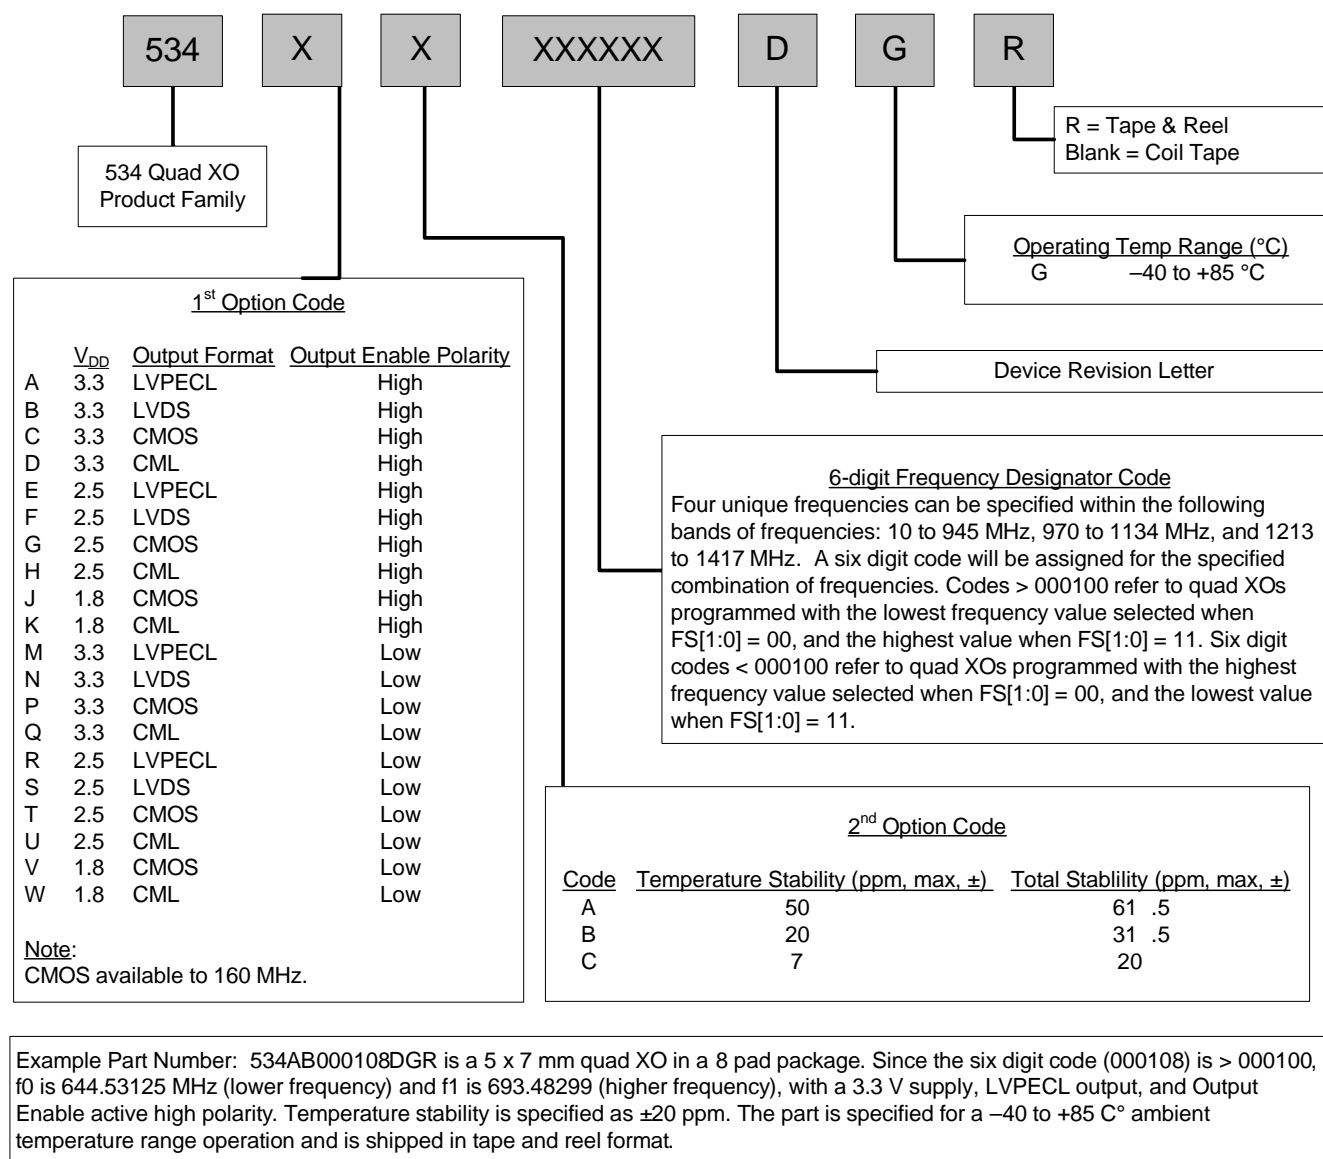 534 X X XXXXXX D G R
534 Quad XO
Product Family
R = Tape & Reel
Blank = Coil Tape
Operating Temp Range (°C)
G –40 to +85 °C
Device Revision Letter
1st Option Code
VDD Output Format Output Enable Polarity
A 3.3 LVPECL High
B 3.3 LVDS High
C 3.3 CMOS High
D 3.3 CML High
E 2.5 LVPECL High
F 2.5 LVDS High
G 2.5 CMOS High
H 2.5 CML High
J 1.8 CMOS High
K 1.8 CML High
M 3.3 LVPECL Low
N 3.3 LVDS Low
P 3.3 CMOS Low
Q 3.3 CML Low
R 2.5 LVPECL Low
S 2.5 LVDS Low
T 2.5 CMOS Low
U 2.5 CML Low
V 1.8 CMOS Low
W 1.8 CML Low
Note:
CMOS available to 160 MHz.
6-digit Frequency Designator Code
Four unique frequencies can be specified within the following
bands of frequencies: 10 to 945 MHz, 970 to 1134 MHz, and 1213
to 1417 MHz. A six digit code will be assigned for the specified
combination of frequencies. Codes > 000100 refer to quad XOs
programmed with the lowest frequency value selected when
FS[1:0] = 00, and the highest value when FS[1:0] = 11. Six digit
codes < 000100 refer to quad XOs programmed with the highest
frequency value selected when FS[1:0] = 00, and the lowest value
when FS[1:0] = 11.
2nd Option Code
Code Temperature Stability (ppm, max, ±) Total Stablility (ppm, max, ±)
A 50 61 .5
B 20 31 .5
C 7 20
Example Part Number: 534AB000108DGR is a 5 x 7 mm quad XO in a 8 pad package. Since the six digit code (000108) is > 000100,
f0 is 644.53125 MHz (lower frequency) and f1 is 693.48299 (higher frequency), with a 3.3 V supply, LVPECL output, and Output
Enable active high polarity. Temperature stability is specified as ±20 ppm. The part is specified for a –40 to +85 C° ambient
temperature range operation and is shipped in tape and reel format.